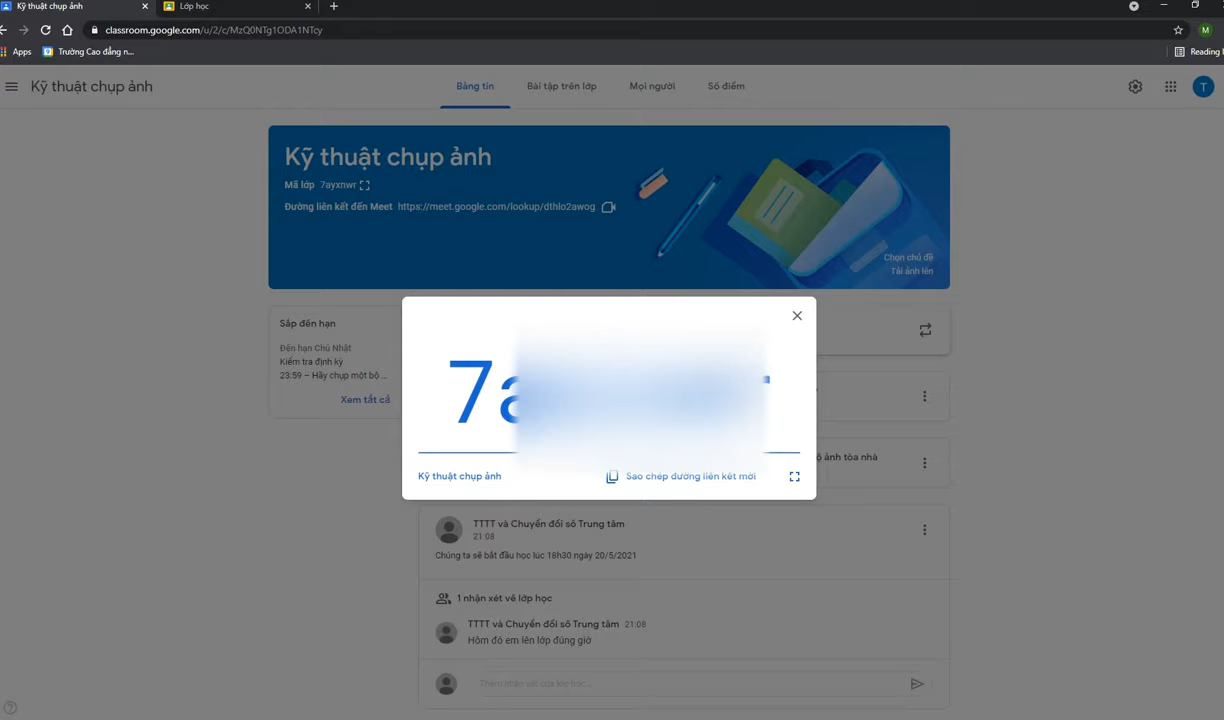 Kỹ thuật chụp ảnh
Lớp học
classroom.google.com/u/2/c/MzQ0NTg1ODA1NTcy
Apps
Trường Cao đẳng n...
Reading
Kỹ thuật chụp ảnh
Bảng tin
Bài tập trên lớp
Mọi người
Số điểm
T
M
Kỹ thuật chụp ảnh
Mã lớp 7ayxnwr
Đường liên kết đến Meet https://meet.google.com/lookup/dthlo2awog
Chọn chủ đề
Tải ảnh lên
Sắp đến hạn
Đến hạn Chủ Nhật
Kiểm tra định kỳ
23:59 – Hãy chụp một bộ ...
Xem tất cả
7a
Kỹ thuật chụp ảnh
Sao chép đường liên kết mời
ộ ảnh tòa nhà
TTTT và Chuyển đổi số Trung tâm
21:08
Chúng ta sẽ bắt đầu học lúc 18h30 ngày 20/5/2021
1 nhận xét về lớp học
TTTT và Chuyển đổi số Trung tâm 21:08
Hôm đó em lên lớp đúng giờ
Thêm nhận xét của lớp học...